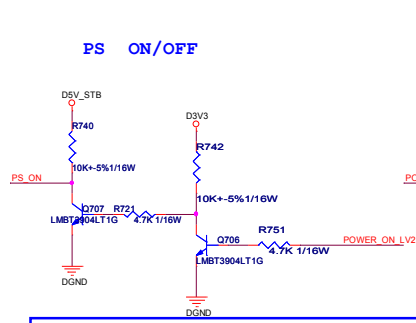 PS ON/OFF
D5V_STB
R740
D3V3
R742
10K+-5%1/16W
PS_ON
10K+-5%1/16W
Q707
R721
LMBT3904LT1G
4.7K 1/16W
R751
Q706
POWER_ON_LV2
4.7K 1/16W
LMBT3904LT1G
DGND
DGND